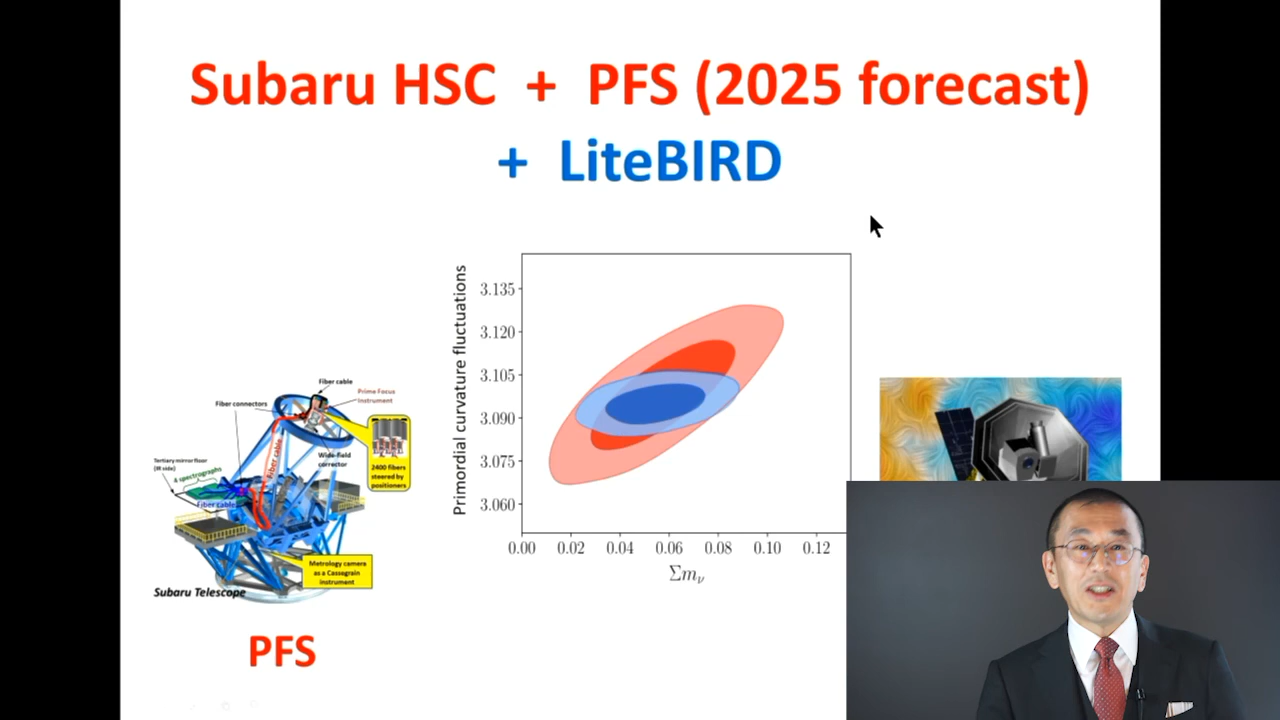 Subaru HSC + PFS (2025 forecast)
+ LiteBIRD
Fiber cable
Prime Focus
Instrument
Fiber connectors
Fiber cable
Wide-field
corrector
2400 fibers
steered by
positioners
Tertiary mirror floor
(IR side)
4 spectrographs
Fiber cable
Metrology camera
as a Cassegrain
instrument
Subaru Telescope
PFS
Primordial curvature fluctuations
3.135
3.120
3.105
3.090
3.075
3.060
0.00 0.02 0.04 0.06 0.08 0.10 0.12
Σmν